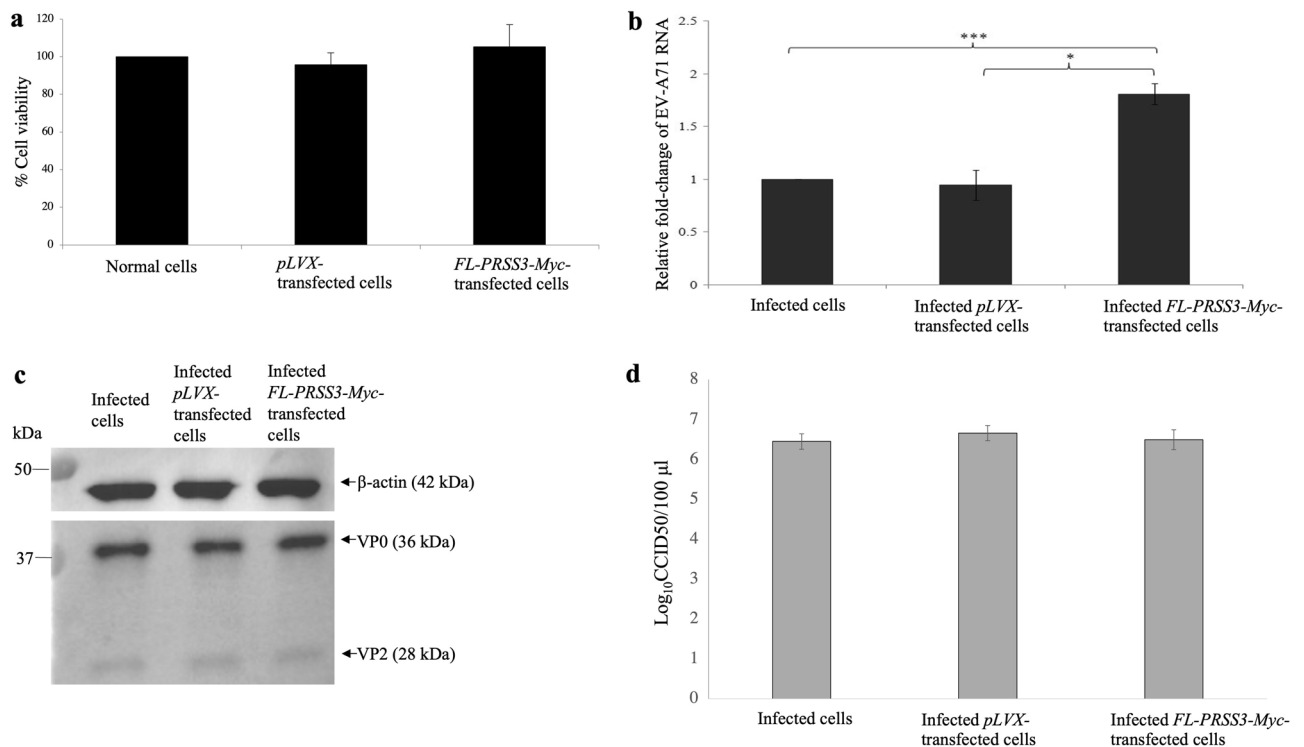 a
% Cell viability
120
100
80
60
40
20
0
Normal cells
pLVX-
transfected cells
FL-PRSS3-Myc-
transfected cells
b
Relative fold-change of EV-A71 RNA
2.5
2
1.5
1
0.5
0
***
*
Infected cells
Infected pLVX-
transfected cells
Infected FL-PRSS3-Myc-
transfected cells
c
Infected
cells
Infected
pLVX-
transfected
cells
Infected
FL-PRSS3-Myc-
transfected
cells
kDa
50
37
β-actin (42 kDa)
VP0 (36 kDa)
VP2 (28 kDa)
d
Log10CCID50/100 µl
8
7
6
5
4
3
2
1
0
Infected cells
Infected pLVX-
transfected cells
Infected FL-PRSS3-Myc-
transfected cells